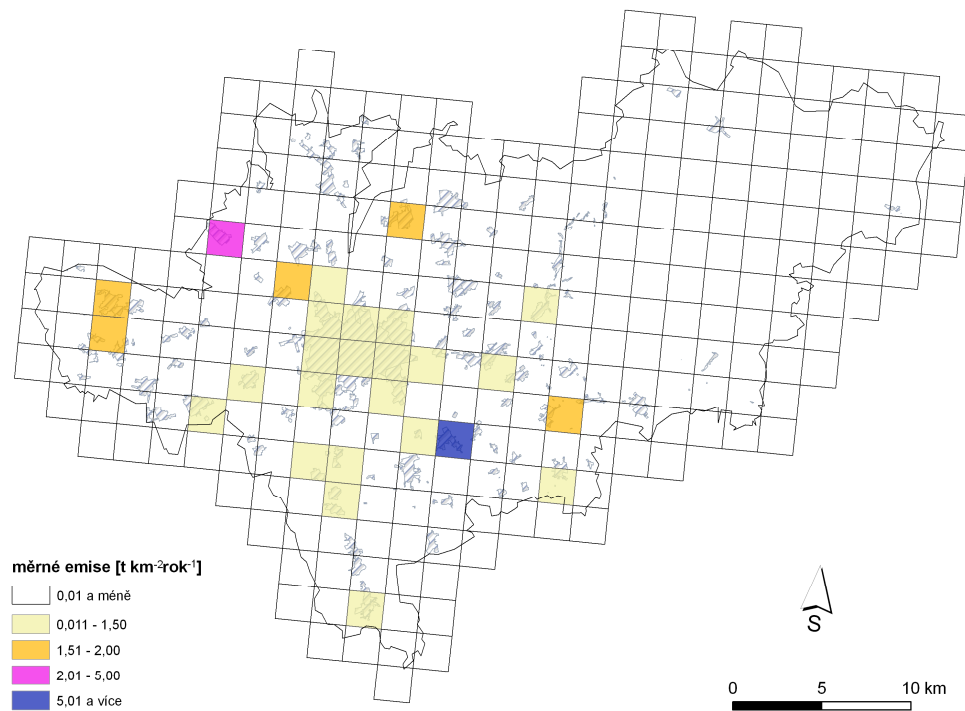 měrné emise [t km-2rok-1]
0,01 a méně
0,011 - 1,50
1,51 - 2,00
2,01 - 5,00
5,01 a více
S
0 5 10 km